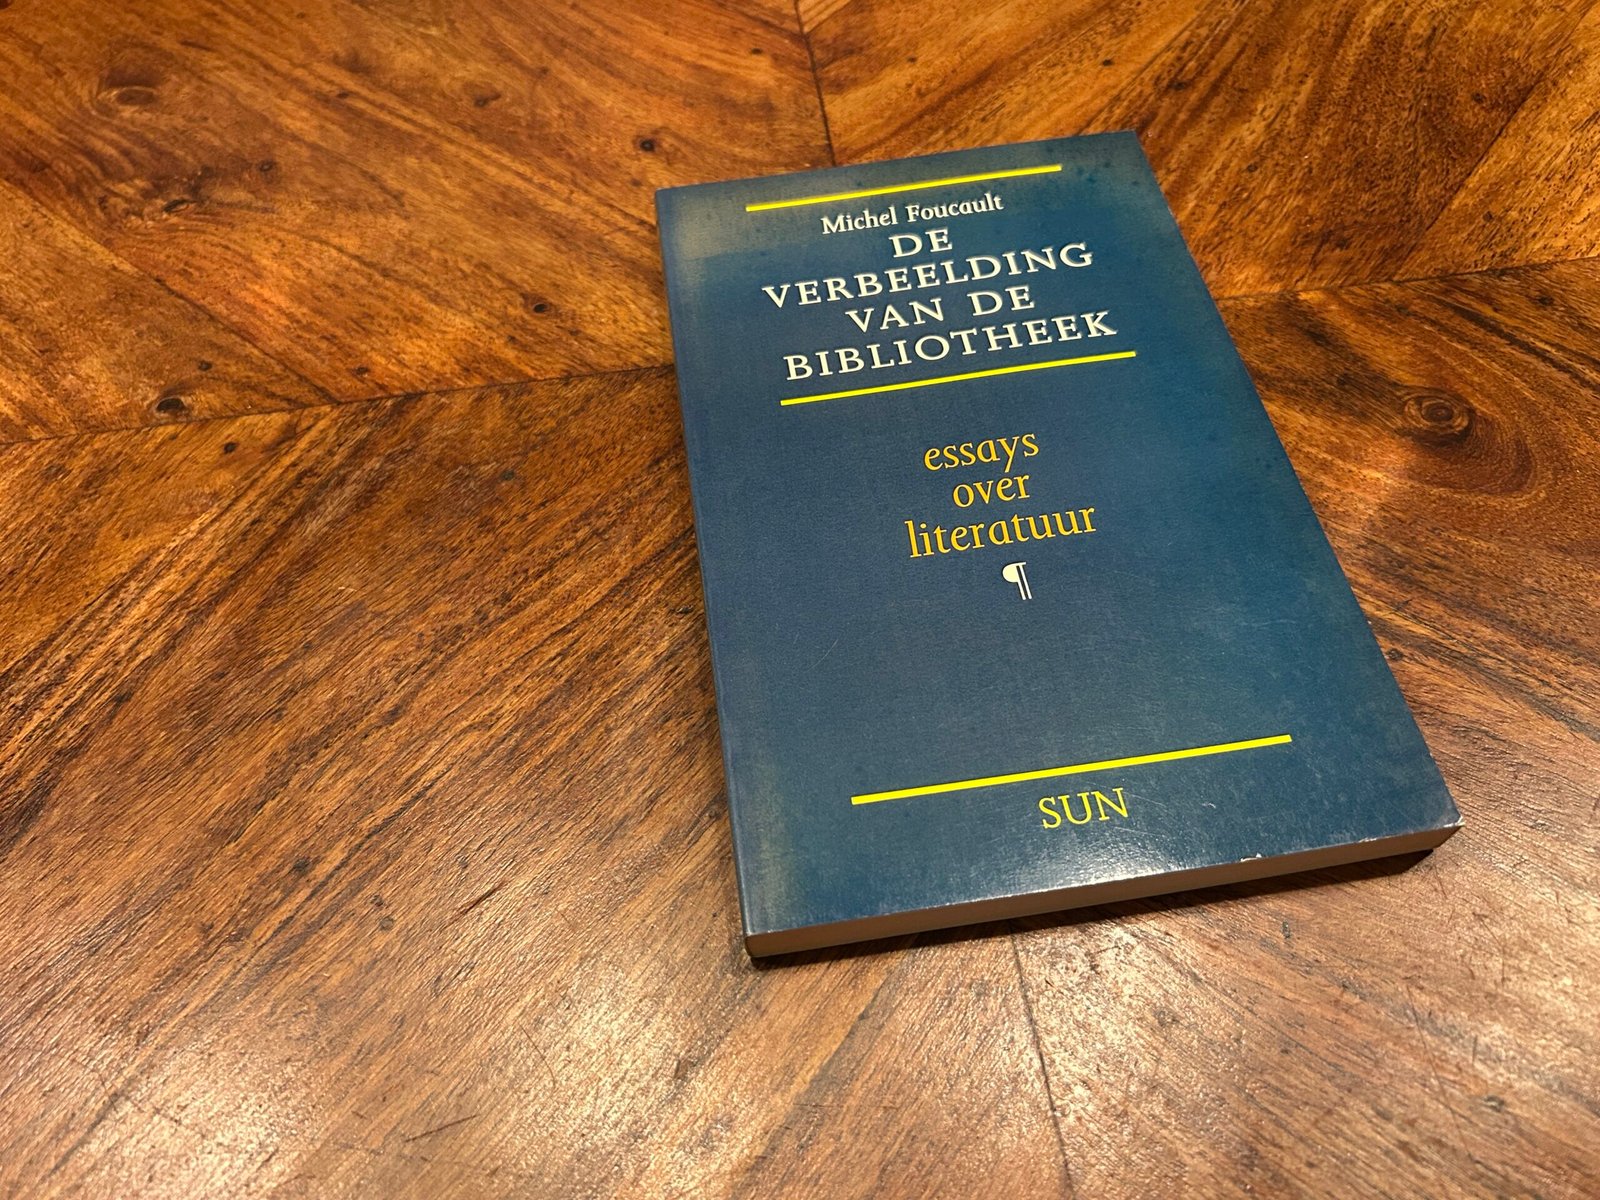 Michel Foucault
DE
VERBEELDING
VAN DE
BIBLIOTHEEK
essays
over
literatuur
¶
SUN